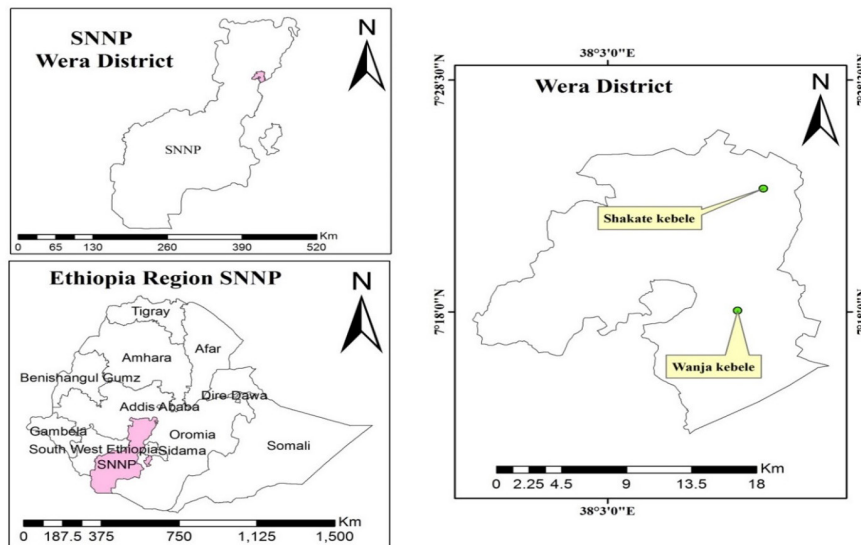 SNNP
Wera District
N
SNNP
Km
0 65 130 260 390 520
Ethiopia Region SNNP
N
Tigray
Afar
Amhara
Benishangul Gumz
Dire Dawa
Addis Ababa
Gambela
Oromia
South West Ethiopia
Sidama
Somali
SNNP
Km
0 187.5 375 750 1,125 1,500
38°3'0"E
7°28'30"N
Wera District
N
Shakate kebele
7°18'0"N
7°18'0"N
Wanja kebele
Km
0 2.25 4.5 9 13.5 18
38°3'0"E